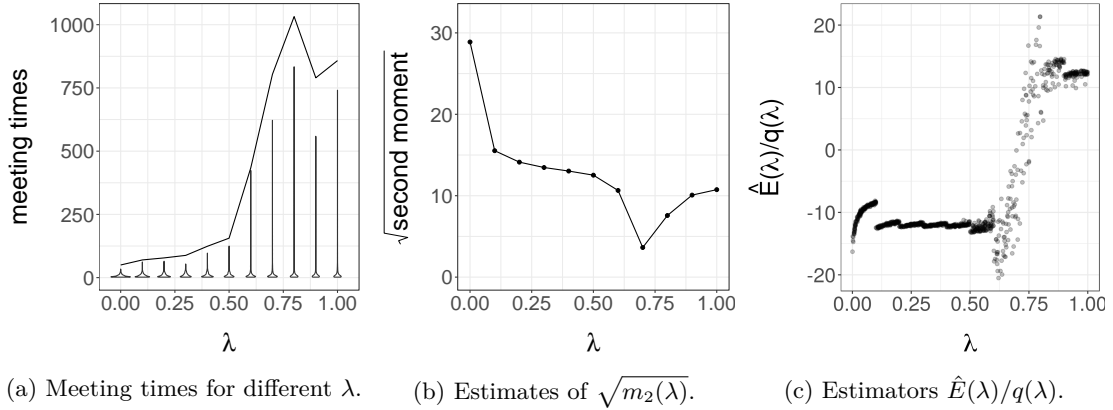 meeting times
1000
750
500
250
0
0.00 0.25 0.50 0.75 1.00
λ
√second moment
30
20
10
0
0.00 0.25 0.50 0.75 1.00
λ
Ê(λ)/q(λ)
20
10
0
-10
-20
0.00 0.25 0.50 0.75 1.00
λ
(a) Meeting times for different λ.
(b) Estimates of √m₂(λ).
(c) Estimators Ê(λ)/q(λ).